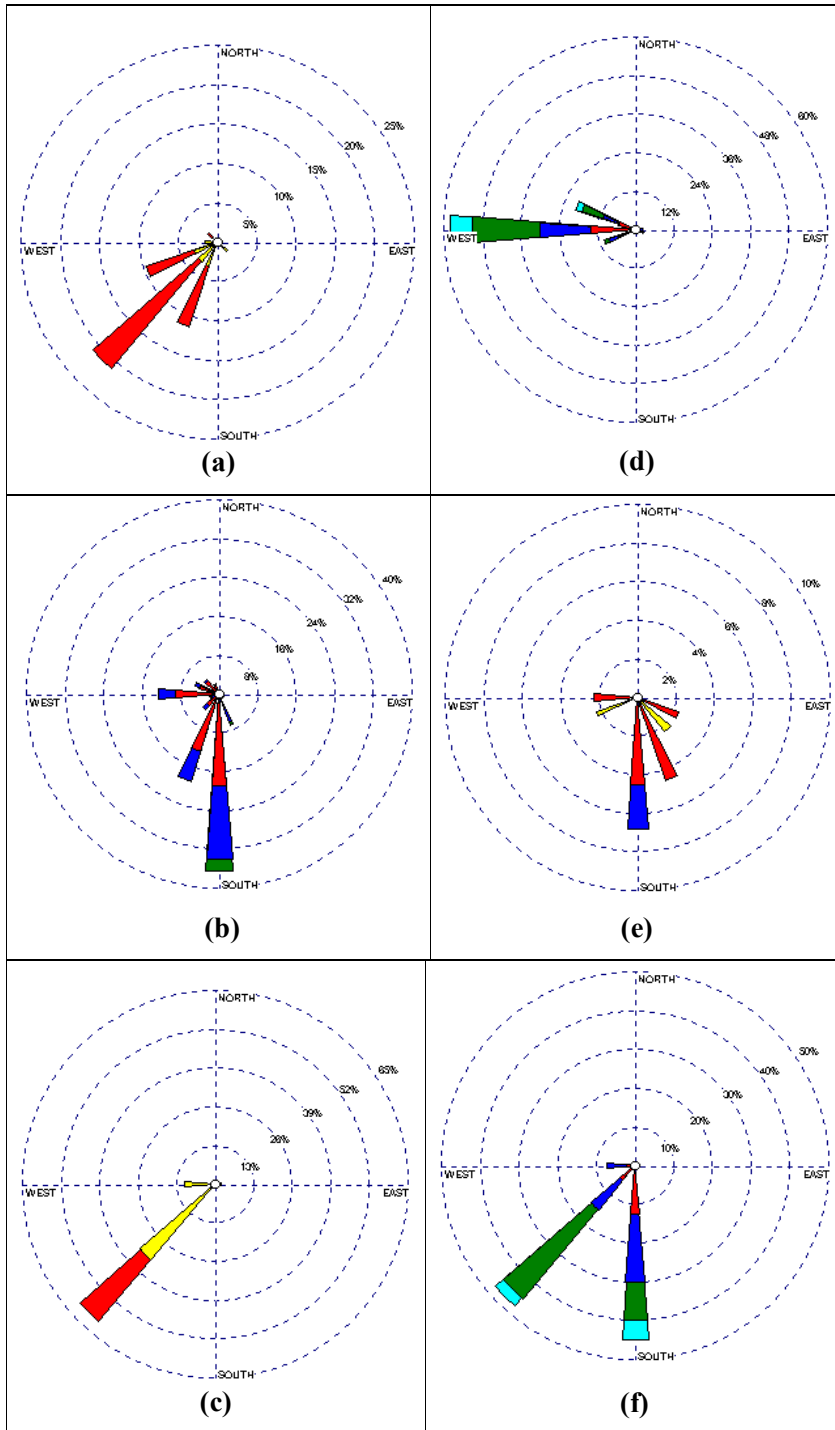 NORTH
25%
20%
15%
10%
5%
WEST
EAST
SOUTH
(a)
NORTH
60%
48%
36%
24%
12%
WEST
EAST
SOUTH
(d)
NORTH
40%
32%
24%
16%
8%
WEST
EAST
SOUTH
(b)
NORTH
10%
8%
6%
4%
2%
WEST
EAST
SOUTH
(e)
NORTH
65%
52%
39%
26%
13%
WEST
EAST
SOUTH
(c)
NORTH
50%
40%
30%
20%
10%
WEST
EAST
SOUTH
(f)